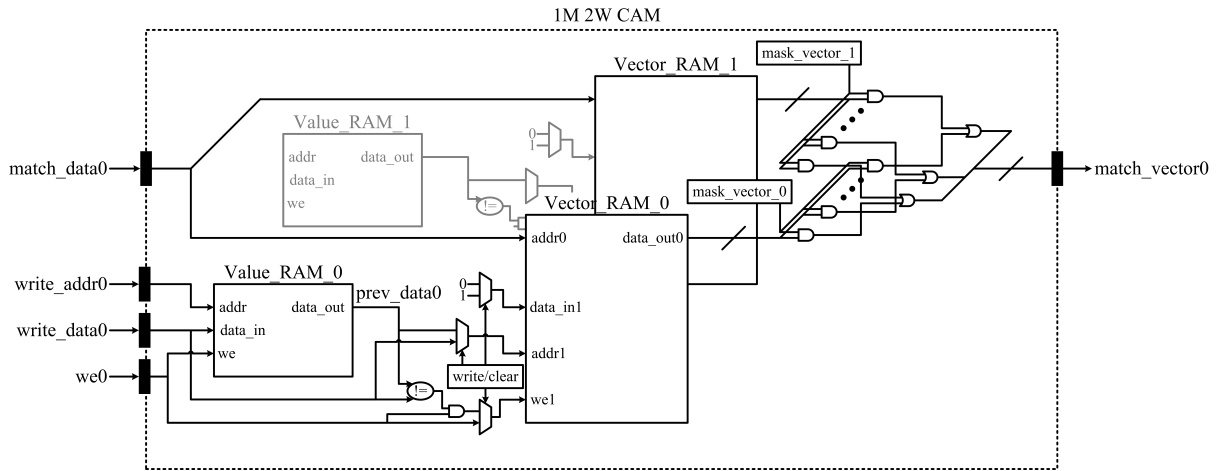 1M 2W CAM
mask_vector_1
Vector_RAM_1
Value_RAM_1
0
1
addr
data_out
data_in
we
!=
match_data0
match_vector0
mask_vector_0
Vector_RAM_0
addr0
data_out0
write_addr0
Value_RAM_0
prev_data0
0
1
addr
data_out
data_in1
write_data0
data_in
we
addr1
we0
write/clear
!=
we1